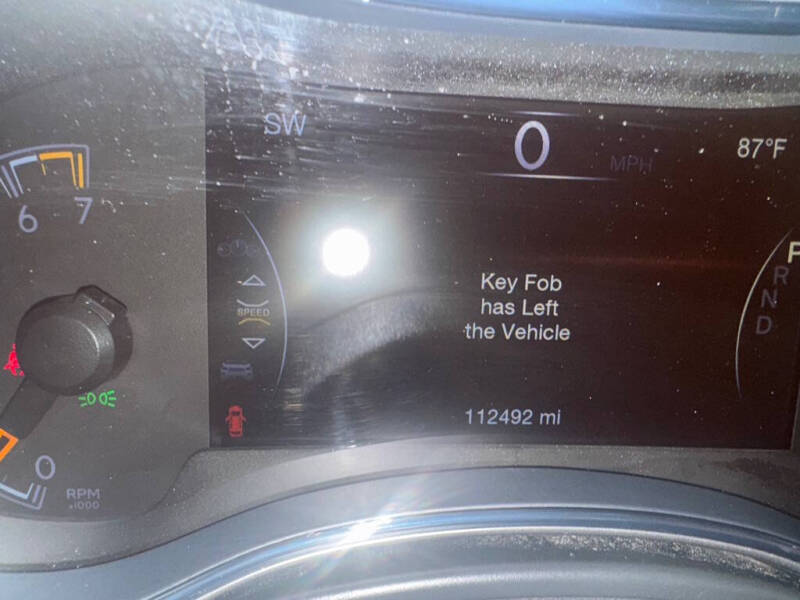 SW
0
MPH
87°F
6
7
P
R
N
D
SPEED
Key Fob
has Left
the Vehicle
112492 mi
0
RPM
x1000